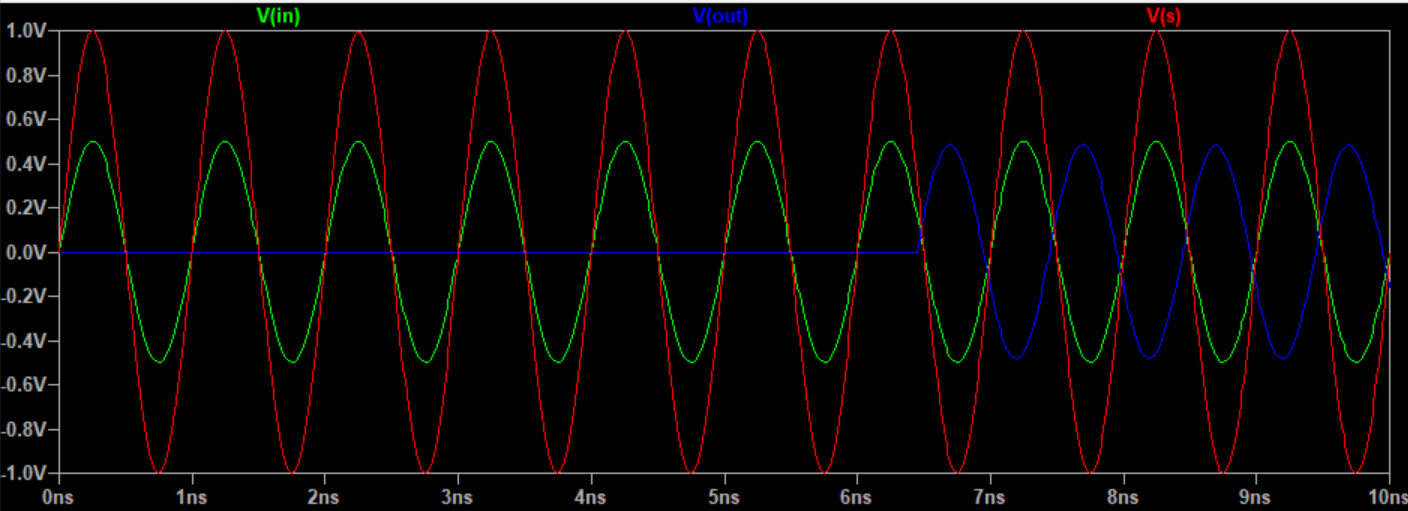 V(in) V(out) V(s)
1.0V
0.8V
0.6V
0.4V
0.2V
0.0V
-0.2V
-0.4V
-0.6V
-0.8V
-1.0V
0ns 1ns 2ns 3ns 4ns 5ns 6ns 7ns 8ns 9ns 10ns